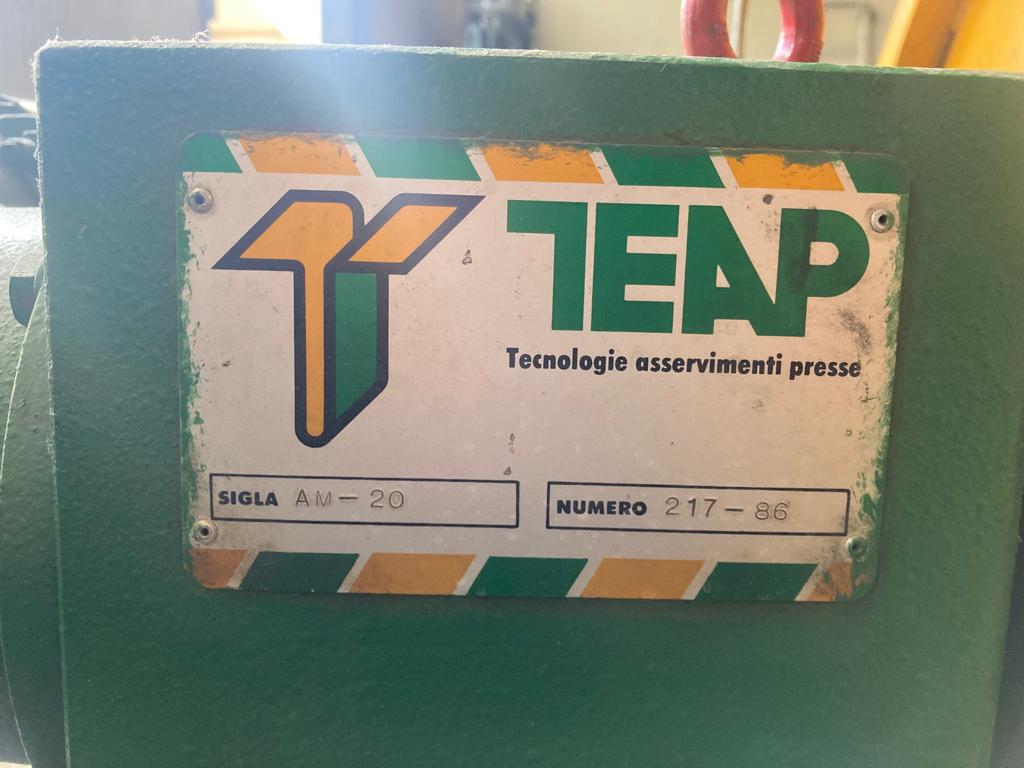 TEAP
Tecnologie asservimenti presse
SIGLA AM-20
NUMERO 217-86